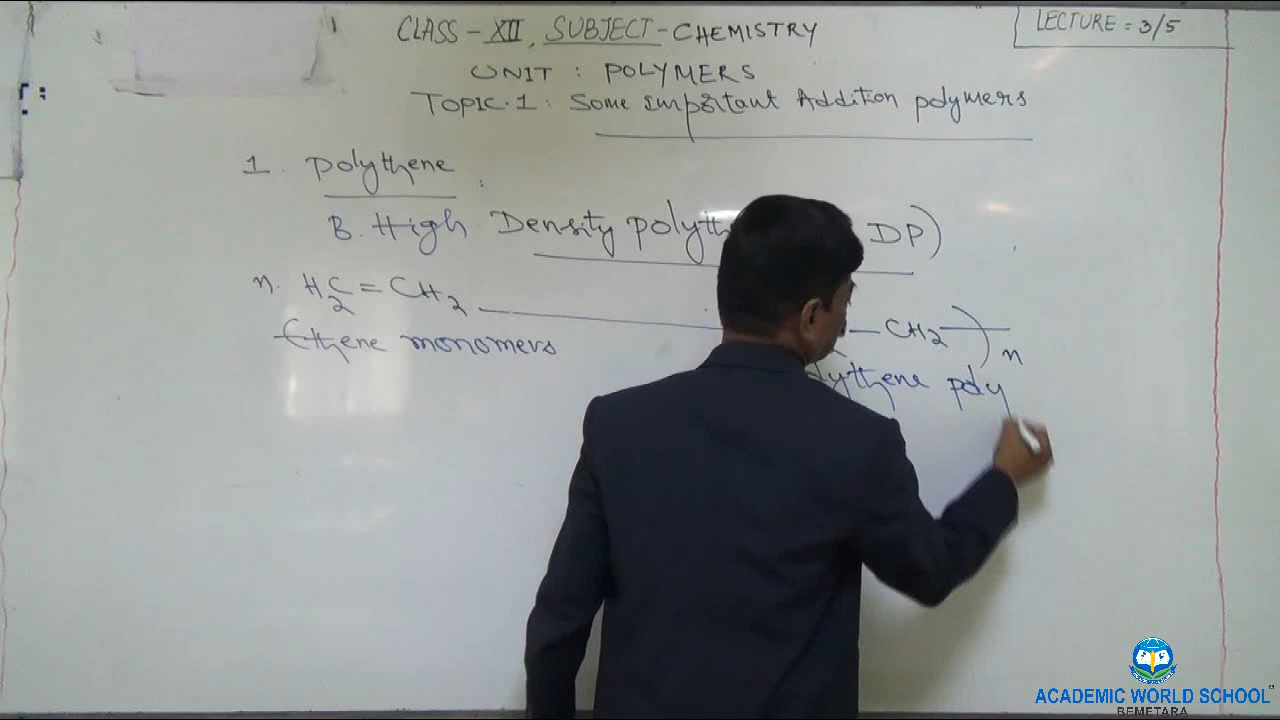 CLASS - XII, SUBJECT - CHEMISTRY
LECTURE = 3/5
UNIT : POLYMERS
TOPIC.1 : Some Important Addition polymers
1. Polythene :
B. High Density polyth DP)
n. H2C = CH2 — CH2 )n
Ethene monomers
lythene poly
ACADEMIC WORLD SCHOOL"
BEMETARA